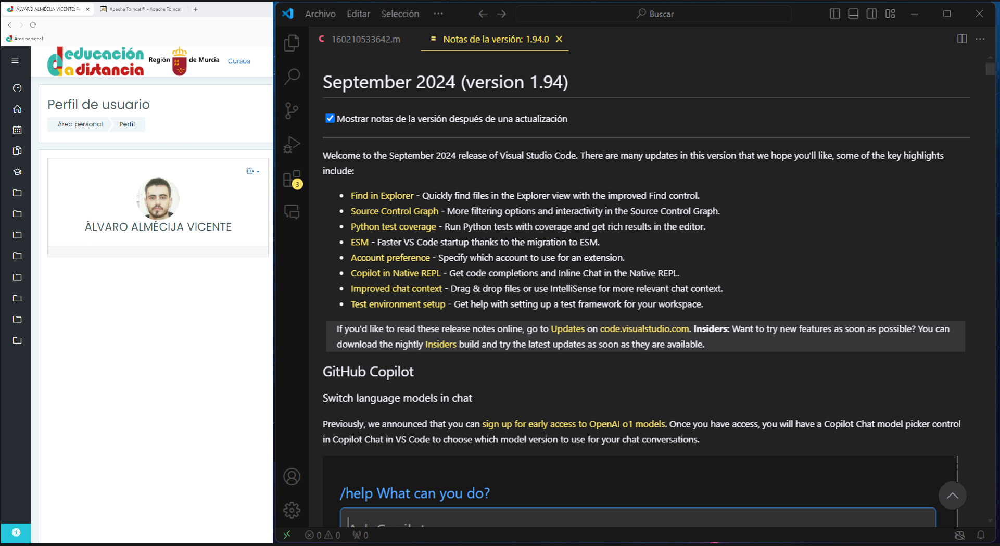 ÁLVARO ALMÉCIJA VICENTE: Pe
Apache Tomcat® - Apache Tomcat
Área personal
educación
a distancia
Región de Murcia
Cursos
Perfil de usuario
Área personal
Perfil
ÁLVARO ALMÉCIJA VICENTE
Archivo Editar Selección ···
Buscar
160210533642.m
Notas de la versión: 1.94.0
3
September 2024 (version 1.94)
Mostrar notas de la versión después de una actualización
Welcome to the September 2024 release of Visual Studio Code. There are many updates in this version that we hope you'll like, some of the key highlights
include:
• Find in Explorer - Quickly find files in the Explorer view with the improved Find control.
• Source Control Graph - More filtering options and interactivity in the Source Control Graph.
• Python test coverage - Run Python tests with coverage and get rich results in the editor.
• ESM - Faster VS Code startup thanks to the migration to ESM.
• Account preference - Specify which account to use for an extension.
• Copilot in Native REPL - Get code completions and Inline Chat in the Native REPL.
• Improved chat context - Drag & drop files or use IntelliSense for more relevant chat context.
• Test environment setup - Get help with setting up a test framework for your workspace.
If you'd like to read these release notes online, go to Updates on code.visualstudio.com. Insiders: Want to try new features as soon as possible? You can
download the nightly Insiders build and try the latest updates as soon as they are available.
GitHub Copilot
Switch language models in chat
Previously, we announced that you can sign up for early access to OpenAI o1 models. Once you have access, you will have a Copilot Chat model picker control
in Copilot Chat in VS Code to choose which model version to use for your chat conversations.
/help What can you do?
Ask Copilot
0 0 0